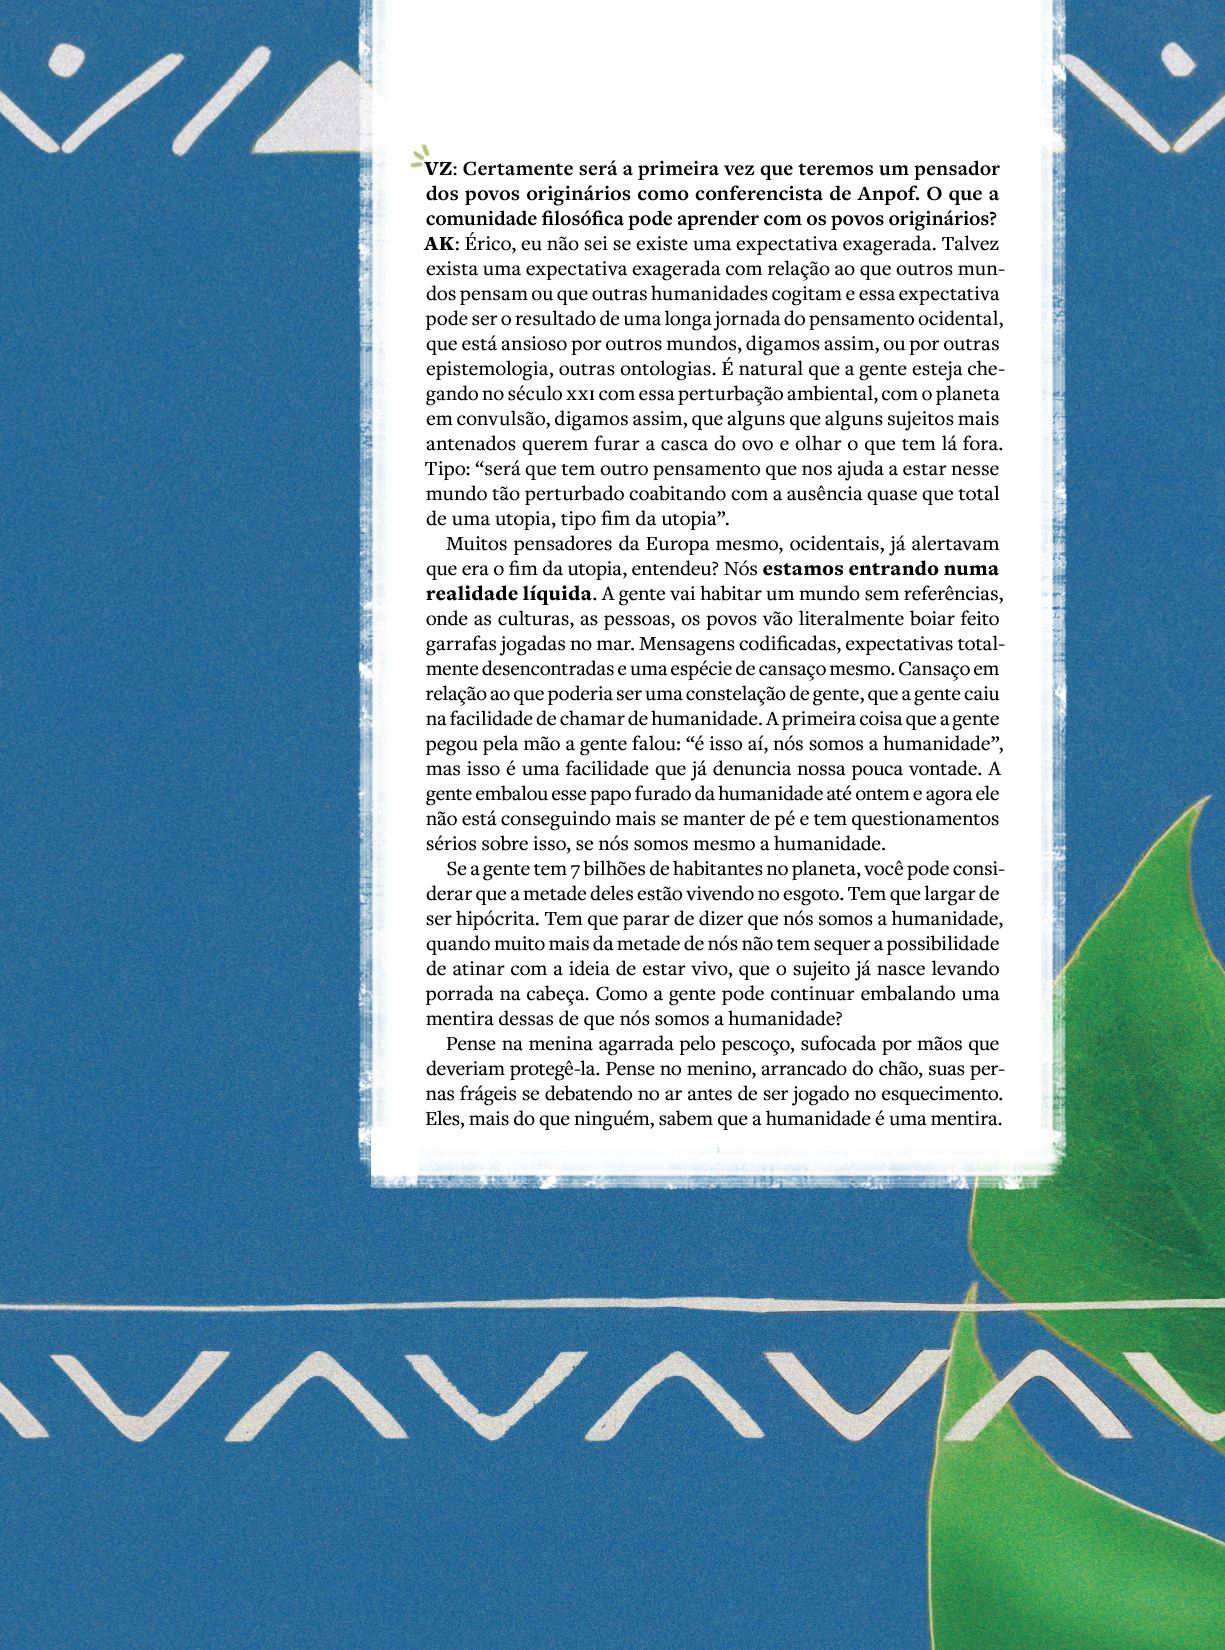 VZ: Certamente será a primeira vez que teremos um pensador
dos povos originários como conferencista de Anpof. O que a
comunidade filosófica pode aprender com os povos originários?
AK: Érico, eu não sei se existe uma expectativa exagerada. Talvez
exista uma expectativa exagerada com relação ao que outros mun-
dos pensam ou que outras humanidades cogitam e essa expectativa
pode ser o resultado de uma longa jornada do pensamento ocidental,
que está ansioso por outros mundos, digamos assim, ou por outras
epistemologia, outras ontologias. É natural que a gente esteja che-
gando no século XXI com essa perturbação ambiental, com o planeta
em convulsão, digamos assim, que alguns que alguns sujeitos mais
antenados querem furar a casca do ovo e olhar o que tem lá fora.
Tipo: “será que tem outro pensamento que nos ajuda a estar nesse
mundo tão perturbado coabitando com a ausência quase que total
de uma utopia, tipo fim da utopia”.
Muitos pensadores da Europa mesmo, ocidentais, já alertavam
que era o fim da utopia, entendeu? Nós estamos entrando numa
realidade líquida. A gente vai habitar um mundo sem referências,
onde as culturas, as pessoas, os povos vão literalmente boiar feito
garrafas jogadas no mar. Mensagens codificadas, expectativas total-
mente desencontradas e uma espécie de cansaço mesmo. Cansaço em
relação ao que poderia ser uma constelação de gente, que a gente caiu
na facilidade de chamar de humanidade. A primeira coisa que a gente
pegou pela mão a gente falou: “é isso aí, nós somos a humanidade”,
mas isso é uma facilidade que já denuncia nossa pouca vontade. A
gente embalou esse papo furado da humanidade até ontem e agora ele
não está conseguindo mais se manter de pé e tem questionamentos
sérios sobre isso, se nós somos mesmo a humanidade.
Se a gente tem 7 bilhões de habitantes no planeta, você pode consi-
derar que a metade deles estão vivendo no esgoto. Tem que largar de
ser hipócrita. Tem que parar de dizer que nós somos a humanidade,
quando muito mais da metade de nós não tem sequer a possibilidade
de atinar com a ideia de estar vivo, que o sujeito já nasce levando
porrada na cabeça. Como a gente pode continuar embalando uma
mentira dessas de que nós somos a humanidade?
Pense na menina agarrada pelo pescoço, sufocada por mãos que
deveriam protegê-la. Pense no menino, arrancado do chão, suas per-
nas frágeis se debatendo no ar antes de ser jogado no esquecimento.
Eles, mais do que ninguém, sabem que a humanidade é uma mentira.